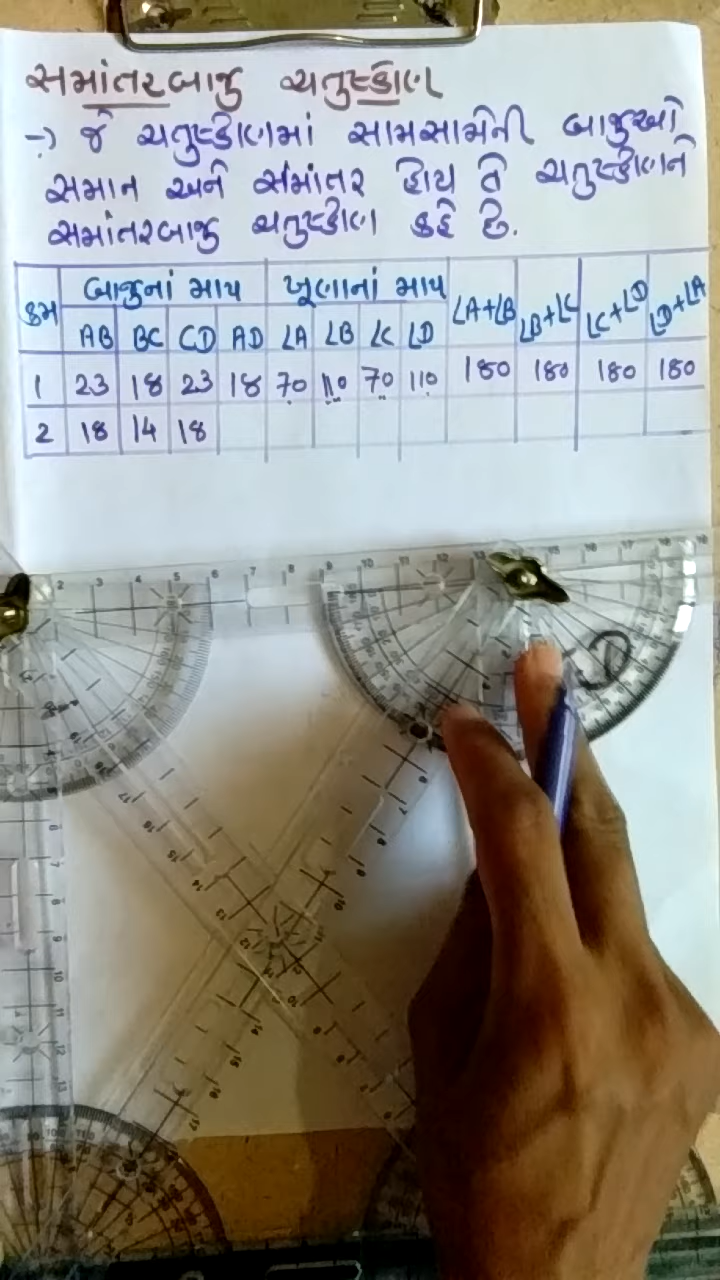 સમાંતરબાજુ ચતુષ્કોણ
→ જે ચતુષ્કોણમાં સામસામેની બાજુઓ
સમાન અને સમાંતર હોય તે ચતુષ્કોણને
સમાંતરબાજુ ચતુષ્કોણ કહે છે.
ક્રમ બાજુનાં માપ ખૂણાનાં માપ ∠A+∠B ∠B+∠C ∠C+∠D ∠D+∠A
AB BC CD AD ∠A ∠B ∠C ∠D
1 23 18 23 18 70 110 70 110 180 180 180 180
2 18 14 18
D